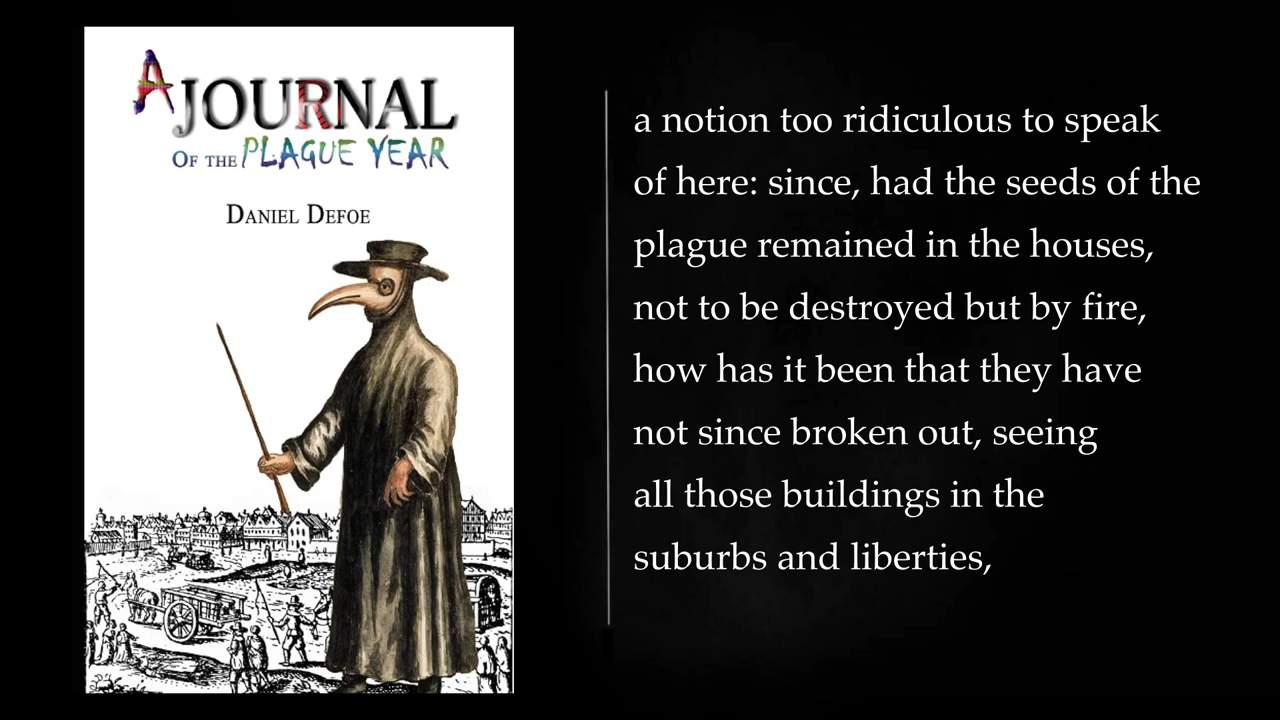 A JOURNAL
OF THE PLAGUE YEAR
DANIEL DEFOE
a notion too ridiculous to speak
of here: since, had the seeds of the
plague remained in the houses,
not to be destroyed but by fire,
how has it been that they have
not since broken out, seeing
all those buildings in the
suburbs and liberties,